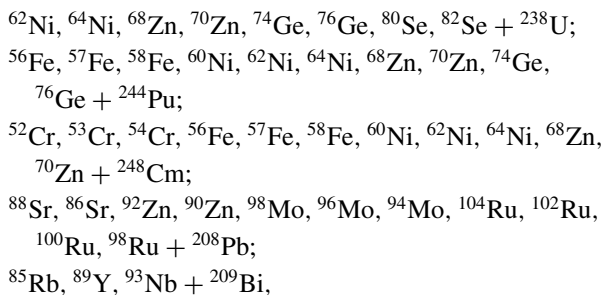 ⁶²Ni, ⁶⁴Ni, ⁶⁸Zn, ⁷⁰Zn, ⁷⁴Ge, ⁷⁶Ge, ⁸⁰Se, ⁸²Se + ²³⁸U;
⁵⁶Fe, ⁵⁷Fe, ⁵⁸Fe, ⁶⁰Ni, ⁶²Ni, ⁶⁴Ni, ⁶⁸Zn, ⁷⁰Zn, ⁷⁴Ge,
⁷⁶Ge + ²⁴⁴Pu;
⁵²Cr, ⁵³Cr, ⁵⁴Cr, ⁵⁶Fe, ⁵⁷Fe, ⁵⁸Fe, ⁶⁰Ni, ⁶²Ni, ⁶⁴Ni, ⁶⁸Zn,
⁷⁰Zn + ²⁴⁸Cm;
⁸⁸Sr, ⁸⁶Sr, ⁹²Zn, ⁹⁰Zn, ⁹⁸Mo, ⁹⁶Mo, ⁹⁴Mo, ¹⁰⁴Ru, ¹⁰²Ru,
¹⁰⁰Ru, ⁹⁸Ru + ²⁰⁸Pb;
⁸⁵Rb, ⁸⁹Y, ⁹³Nb + ²⁰⁹Bi,